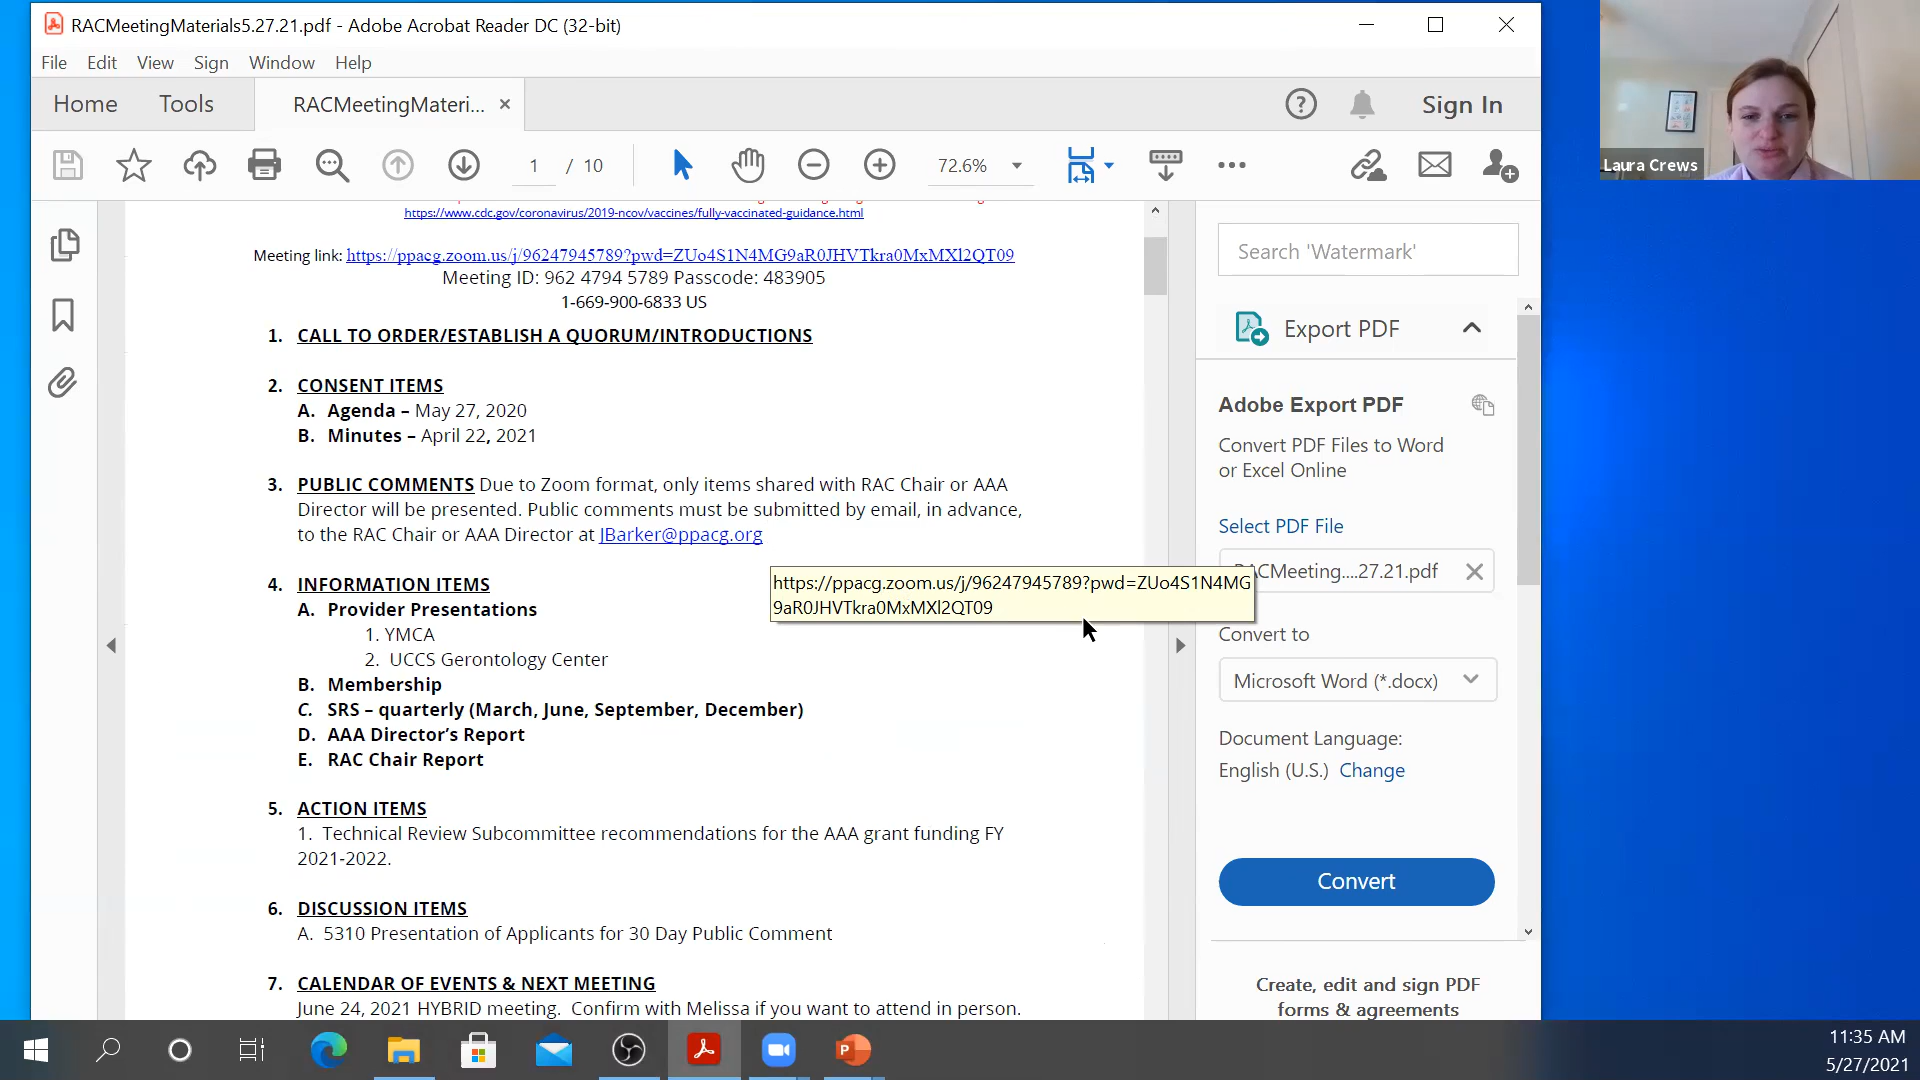 RACMeetingMaterials5.27.21.pdf - Adobe Acrobat Reader DC (32-bit)
File Edit View Sign Window Help
Home Tools RACMeetingMateri... × Sign In
1 / 10 72.6%
https://www.cdc.gov/coronavirus/2019-ncov/vaccines/fully-vaccinated-guidance.html
Meeting link: https://ppacg.zoom.us/j/96247945789?pwd=ZUo4S1N4MG9aR0JHVTkra0MxMXl2QT09
Meeting ID: 962 4794 5789 Passcode: 483905
1-669-900-6833 US
1. CALL TO ORDER/ESTABLISH A QUORUM/INTRODUCTIONS
2. CONSENT ITEMS
A. Agenda – May 27, 2020
B. Minutes – April 22, 2021
3. PUBLIC COMMENTS Due to Zoom format, only items shared with RAC Chair or AAA
Director will be presented. Public comments must be submitted by email, in advance,
to the RAC Chair or AAA Director at JBarker@ppacg.org
4. INFORMATION ITEMS
A. Provider Presentations
1. YMCA
2. UCCS Gerontology Center
B. Membership
C. SRS – quarterly (March, June, September, December)
D. AAA Director's Report
E. RAC Chair Report
5. ACTION ITEMS
1. Technical Review Subcommittee recommendations for the AAA grant funding FY
2021-2022.
6. DISCUSSION ITEMS
A. 5310 Presentation of Applicants for 30 Day Public Comment
7. CALENDAR OF EVENTS & NEXT MEETING
June 24, 2021 HYBRID meeting. Confirm with Melissa if you want to attend in person.
https://ppacg.zoom.us/j/96247945789?pwd=ZUo4S1N4MG
9aR0JHVTkra0MxMXl2QT09
Search 'Watermark'
Export PDF
Adobe Export PDF
Convert PDF Files to Word
or Excel Online
Select PDF File
ACMeeting....27.21.pdf
Convert to
Microsoft Word (*.docx)
Document Language:
English (U.S.) Change
Convert
Create, edit and sign PDF
forms & agreements
Laura Crews
11:35 AM
5/27/2021